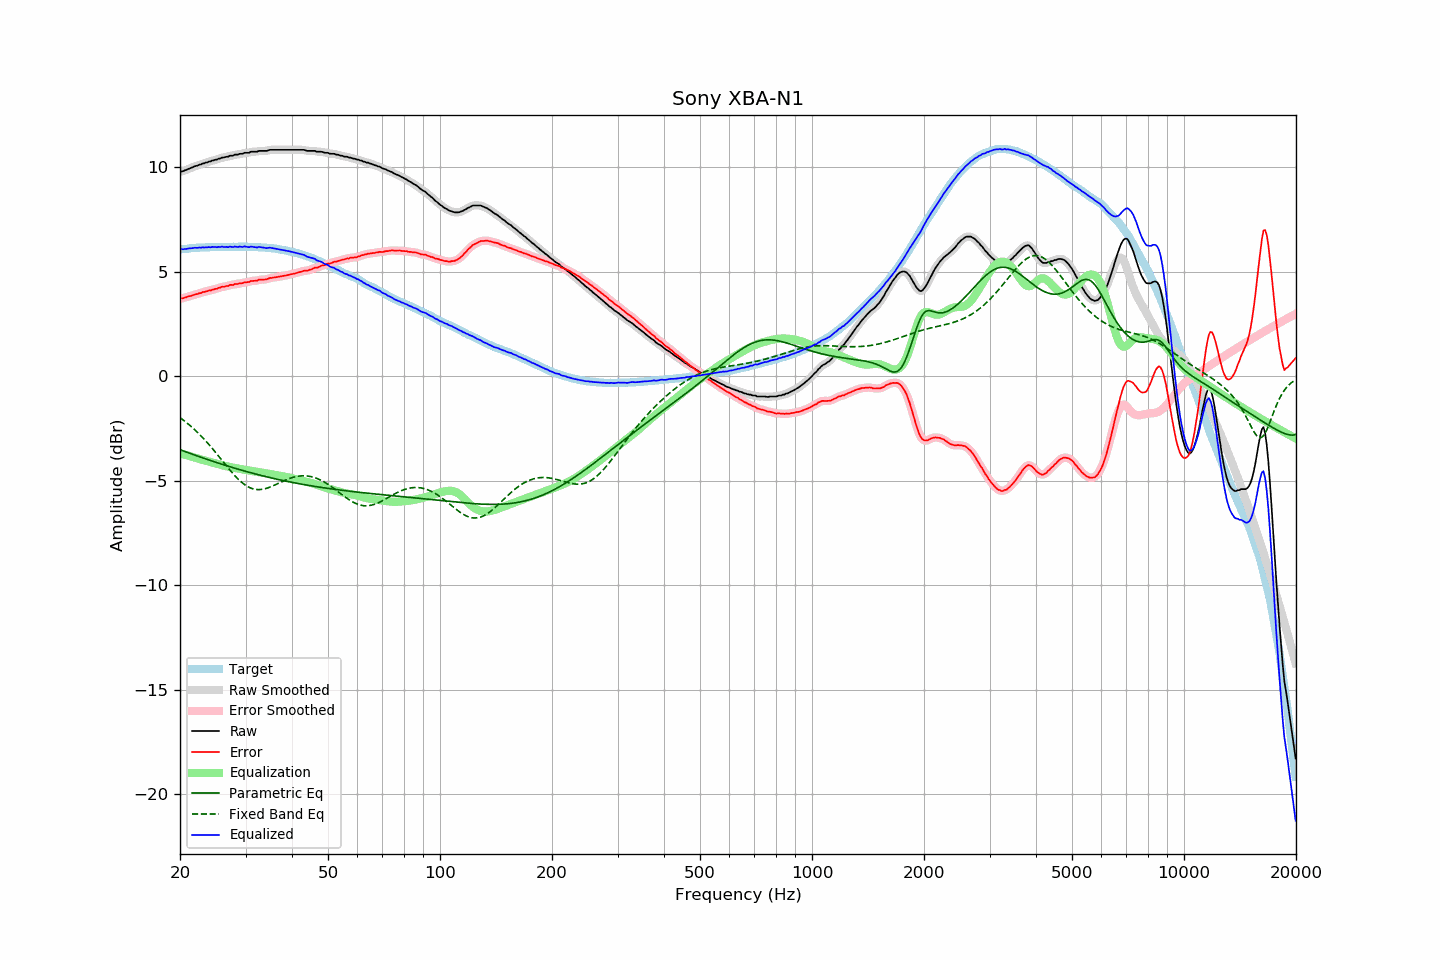 Sony XBA-N1
Amplitude (dBr)
10
5
0
−5
−10
−15
−20
Target
Raw Smoothed
Error Smoothed
Raw
Error
Equalization
Parametric Eq
Fixed Band Eq
Equalized
20 50 100 200 500 1000 2000 5000 10000 20000
Frequency (Hz)